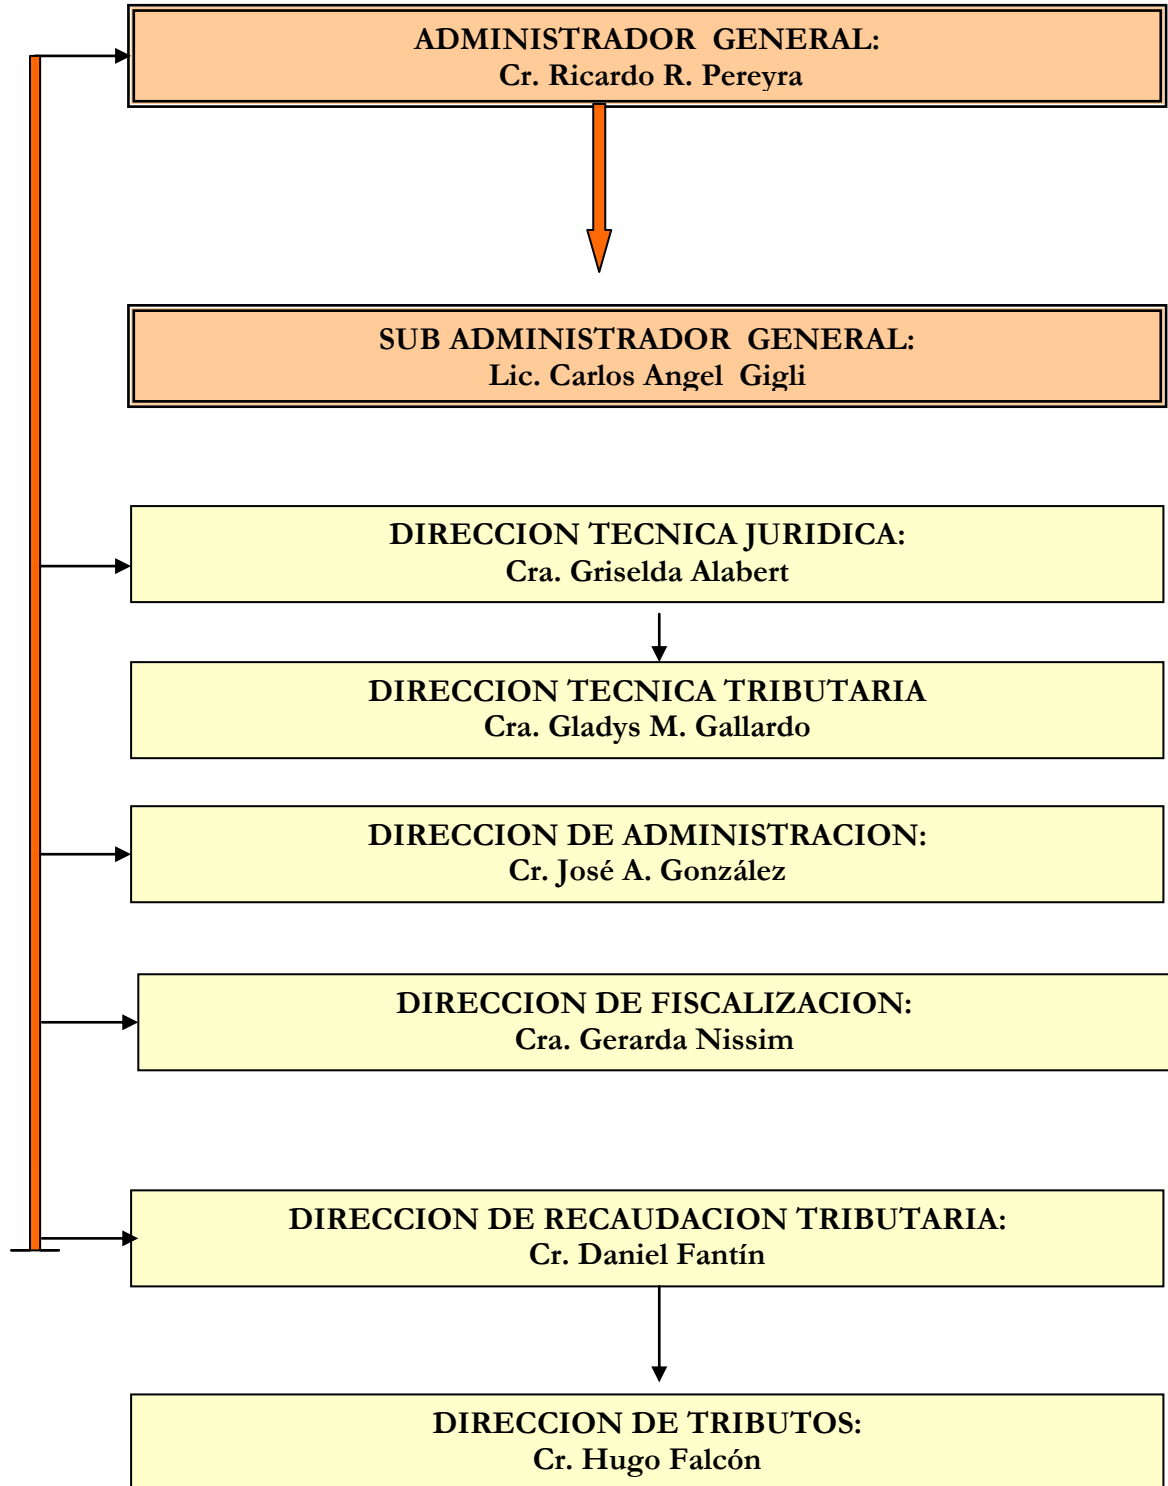 ADMINISTRADOR GENERAL:
Cr. Ricardo R. Pereyra
SUB ADMINISTRADOR GENERAL:
Lic. Carlos Angel Gigli
DIRECCION TECNICA JURIDICA:
Cra. Griselda Alabert
DIRECCION TECNICA TRIBUTARIA
Cra. Gladys M. Gallardo
DIRECCION DE ADMINISTRACION:
Cr. José A. González
DIRECCION DE FISCALIZACION:
Cra. Gerarda Nissim
DIRECCION DE RECAUDACION TRIBUTARIA:
Cr. Daniel Fantín
DIRECCION DE TRIBUTOS:
Cr. Hugo Falcón